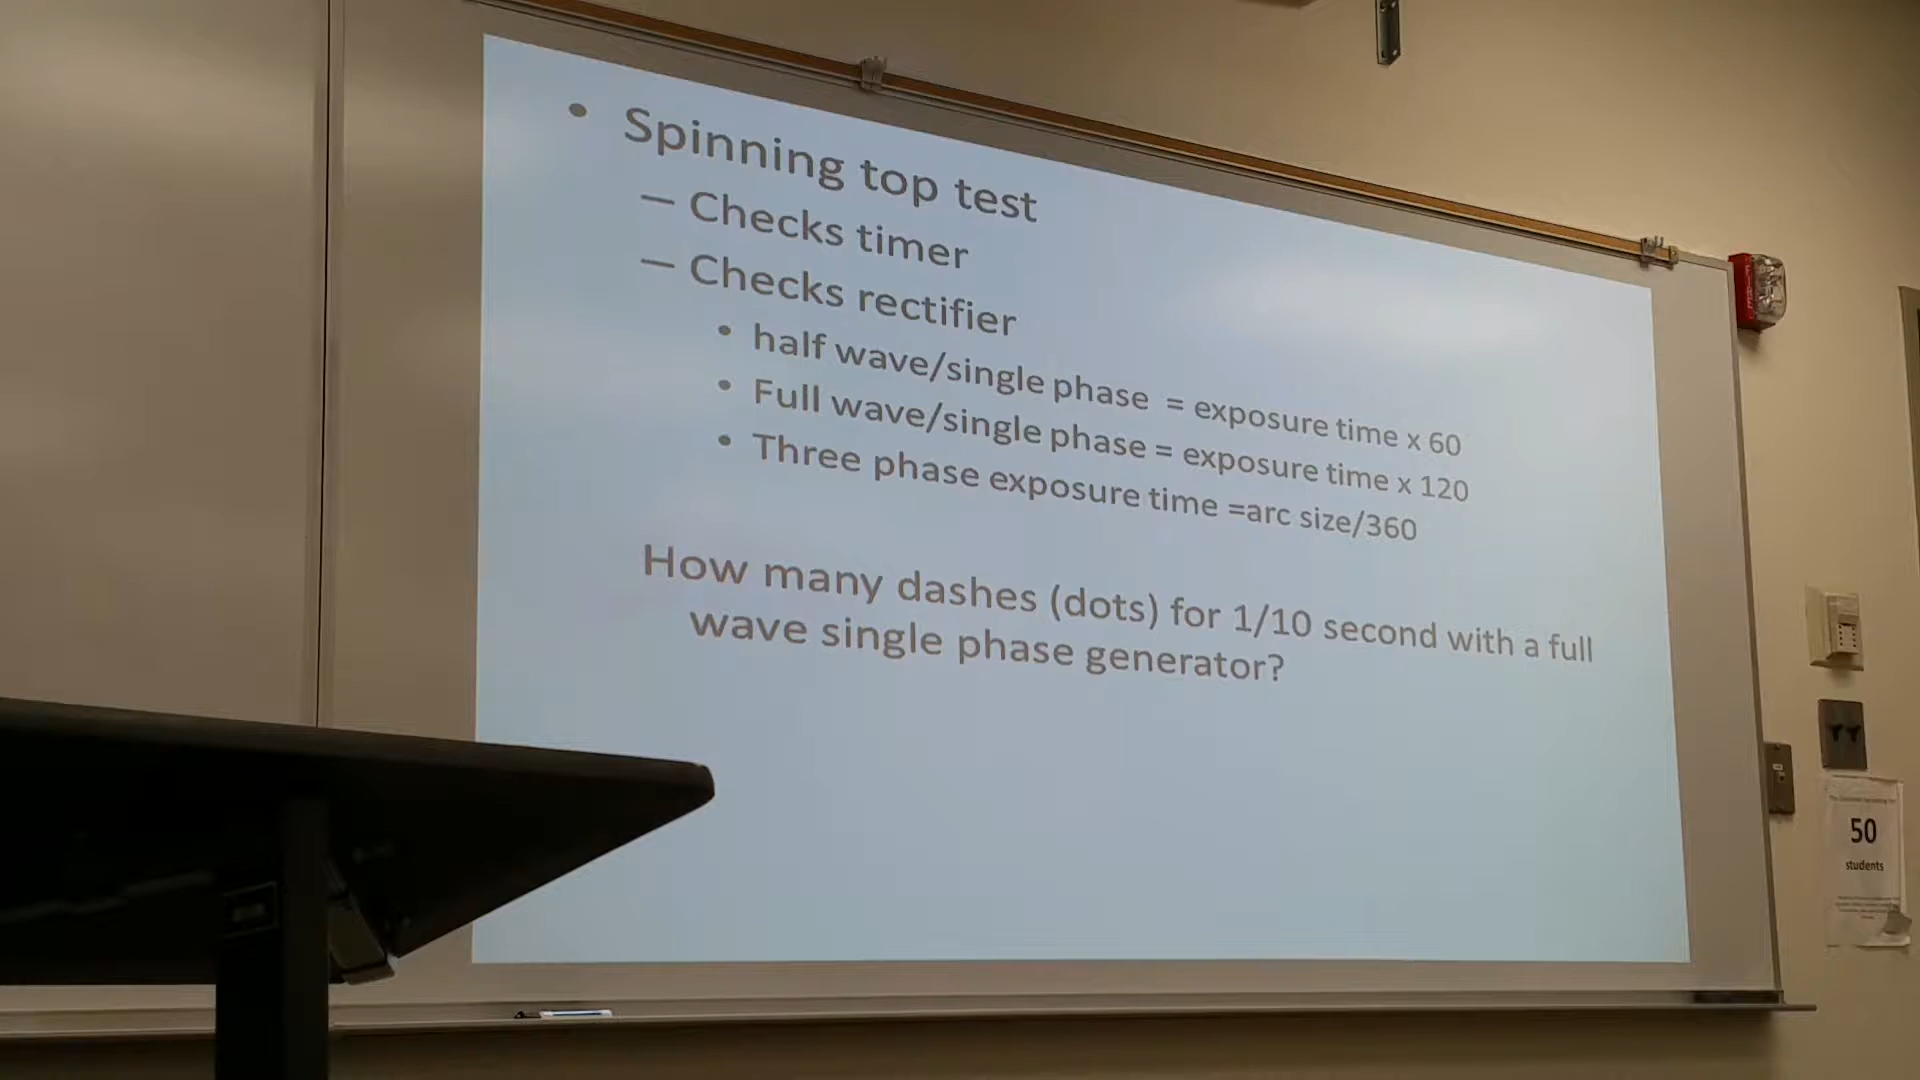 • Spinning top test
– Checks timer
– Checks rectifier
• half wave/single phase = exposure time x 60
• Full wave/single phase = exposure time x 120
• Three phase exposure time =arc size/360
How many dashes (dots) for 1/10 second with a full
wave single phase generator?
50
students